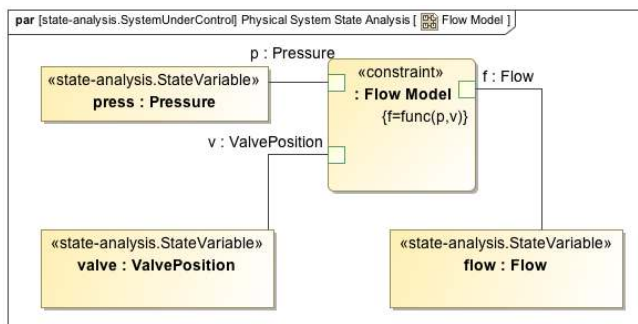 par [state-analysis.SystemUnderControl] Physical System State Analysis [ Flow Model ]
p : Pressure
«state-analysis.StateVariable»
press : Pressure
«constraint»
: Flow Model
{f=func(p,v)}
f : Flow
v : ValvePosition
«state-analysis.StateVariable»
valve : ValvePosition
«state-analysis.StateVariable»
flow : Flow